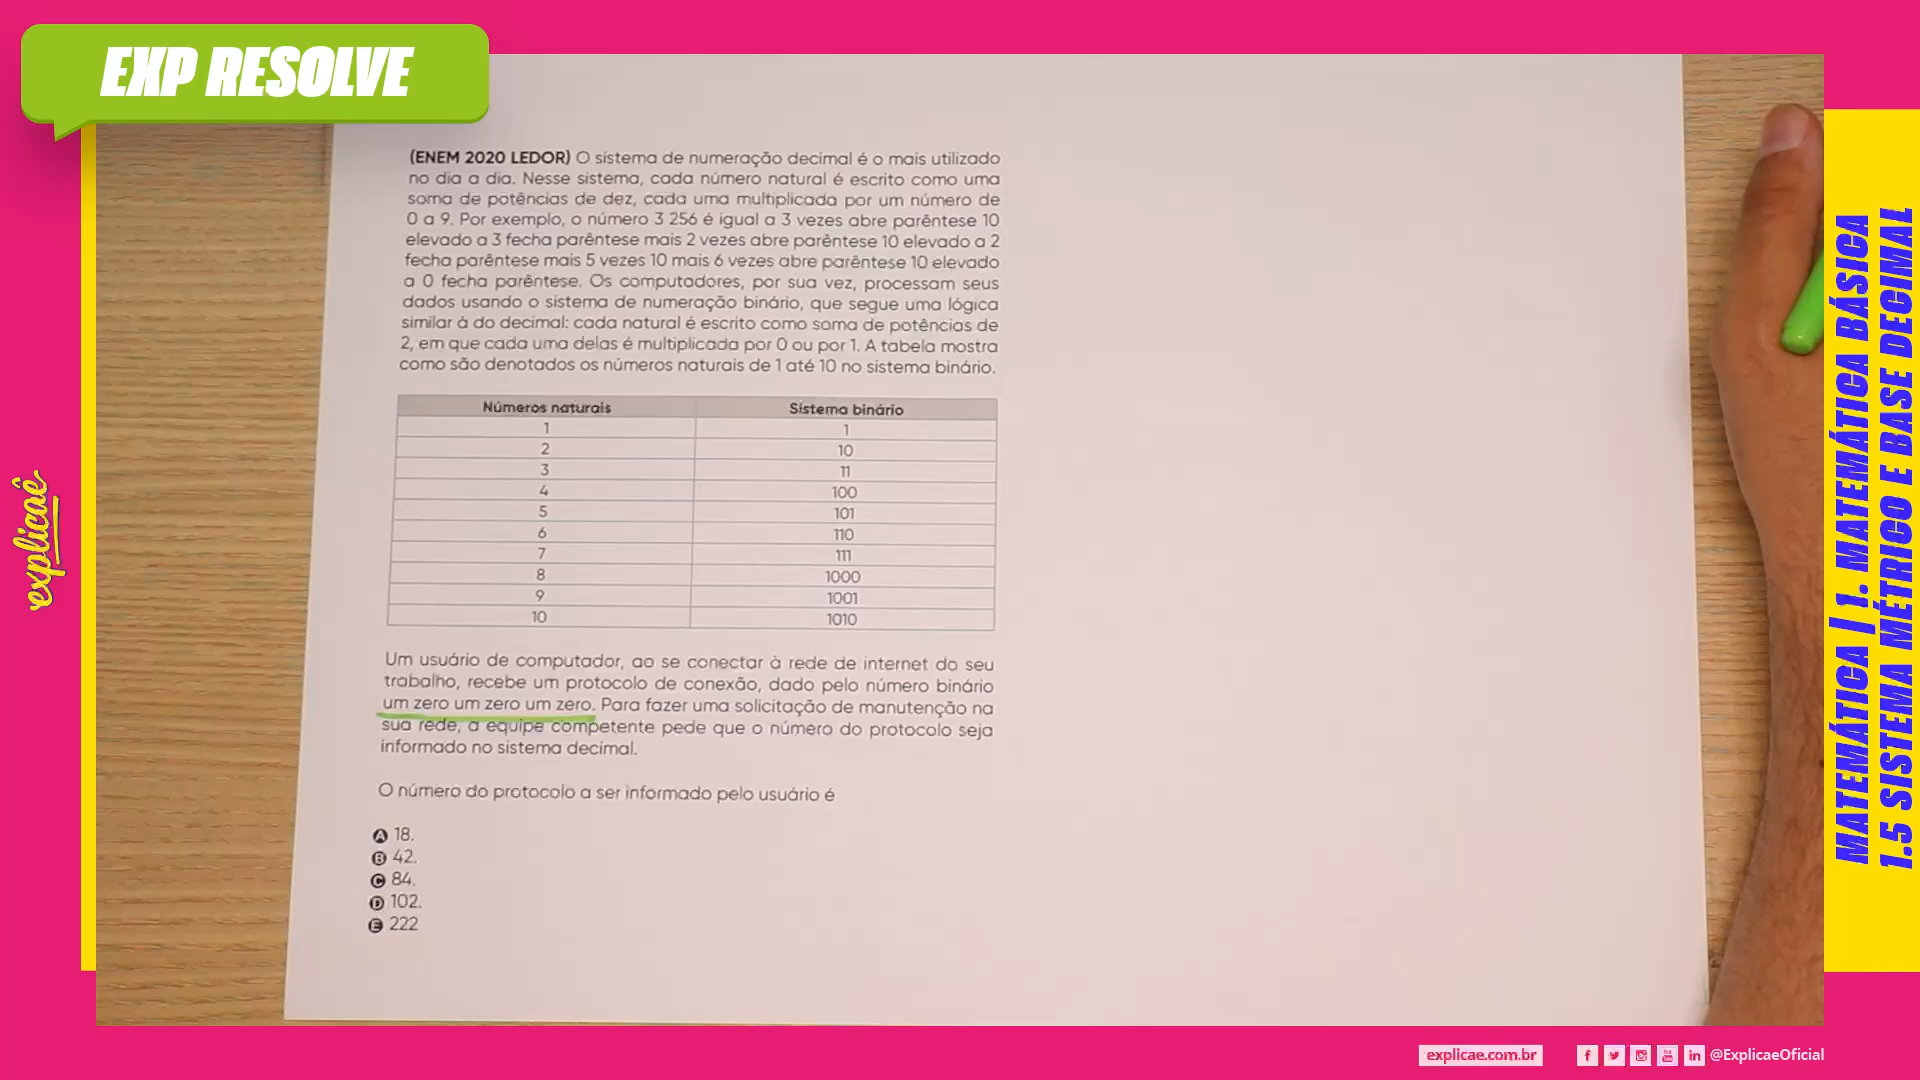 EXP RESOLVE
(ENEM 2020 LEDOR) O sistema de numeração decimal é o mais utilizado
no dia a dia. Nesse sistema, cada número natural é escrito como uma
soma de potências de dez, cada uma multiplicada por um número de
0 a 9. Por exemplo, o número 3 256 é igual a 3 vezes abre parêntese 10
elevado a 3 fecha parêntese mais 2 vezes abre parêntese 10 elevado a 2
fecha parêntese mais 5 vezes 10 mais 6 vezes abre parêntese 10 elevado
a 0 fecha parêntese. Os computadores, por sua vez, processam seus
dados usando o sistema de numeração binário, que segue uma lógica
similar à do decimal: cada natural é escrito como soma de potências de
2, em que cada uma delas é multiplicada por 0 ou por 1. A tabela mostra
como são denotados os números naturais de 1 até 10 no sistema binário.
Números naturais Sistema binário
1 1
2 10
3 11
4 100
5 101
6 110
7 111
8 1000
9 1001
10 1010
Um usuário de computador, ao se conectar à rede de internet do seu
trabalho, recebe um protocolo de conexão, dado pelo número binário
um zero um zero um zero. Para fazer uma solicitação de manutenção na
sua rede, a equipe competente pede que o número do protocolo seja
informado no sistema decimal.
O número do protocolo a ser informado pelo usuário é
A 18.
B 42.
C 84.
D 102.
E 222
explicaê
MATEMÁTICA | 1. MATEMÁTICA BÁSICA
1.5 SISTEMA MÉTRICO E BASE DECIMAL
explicae.com.br
@ExplicaeOficial